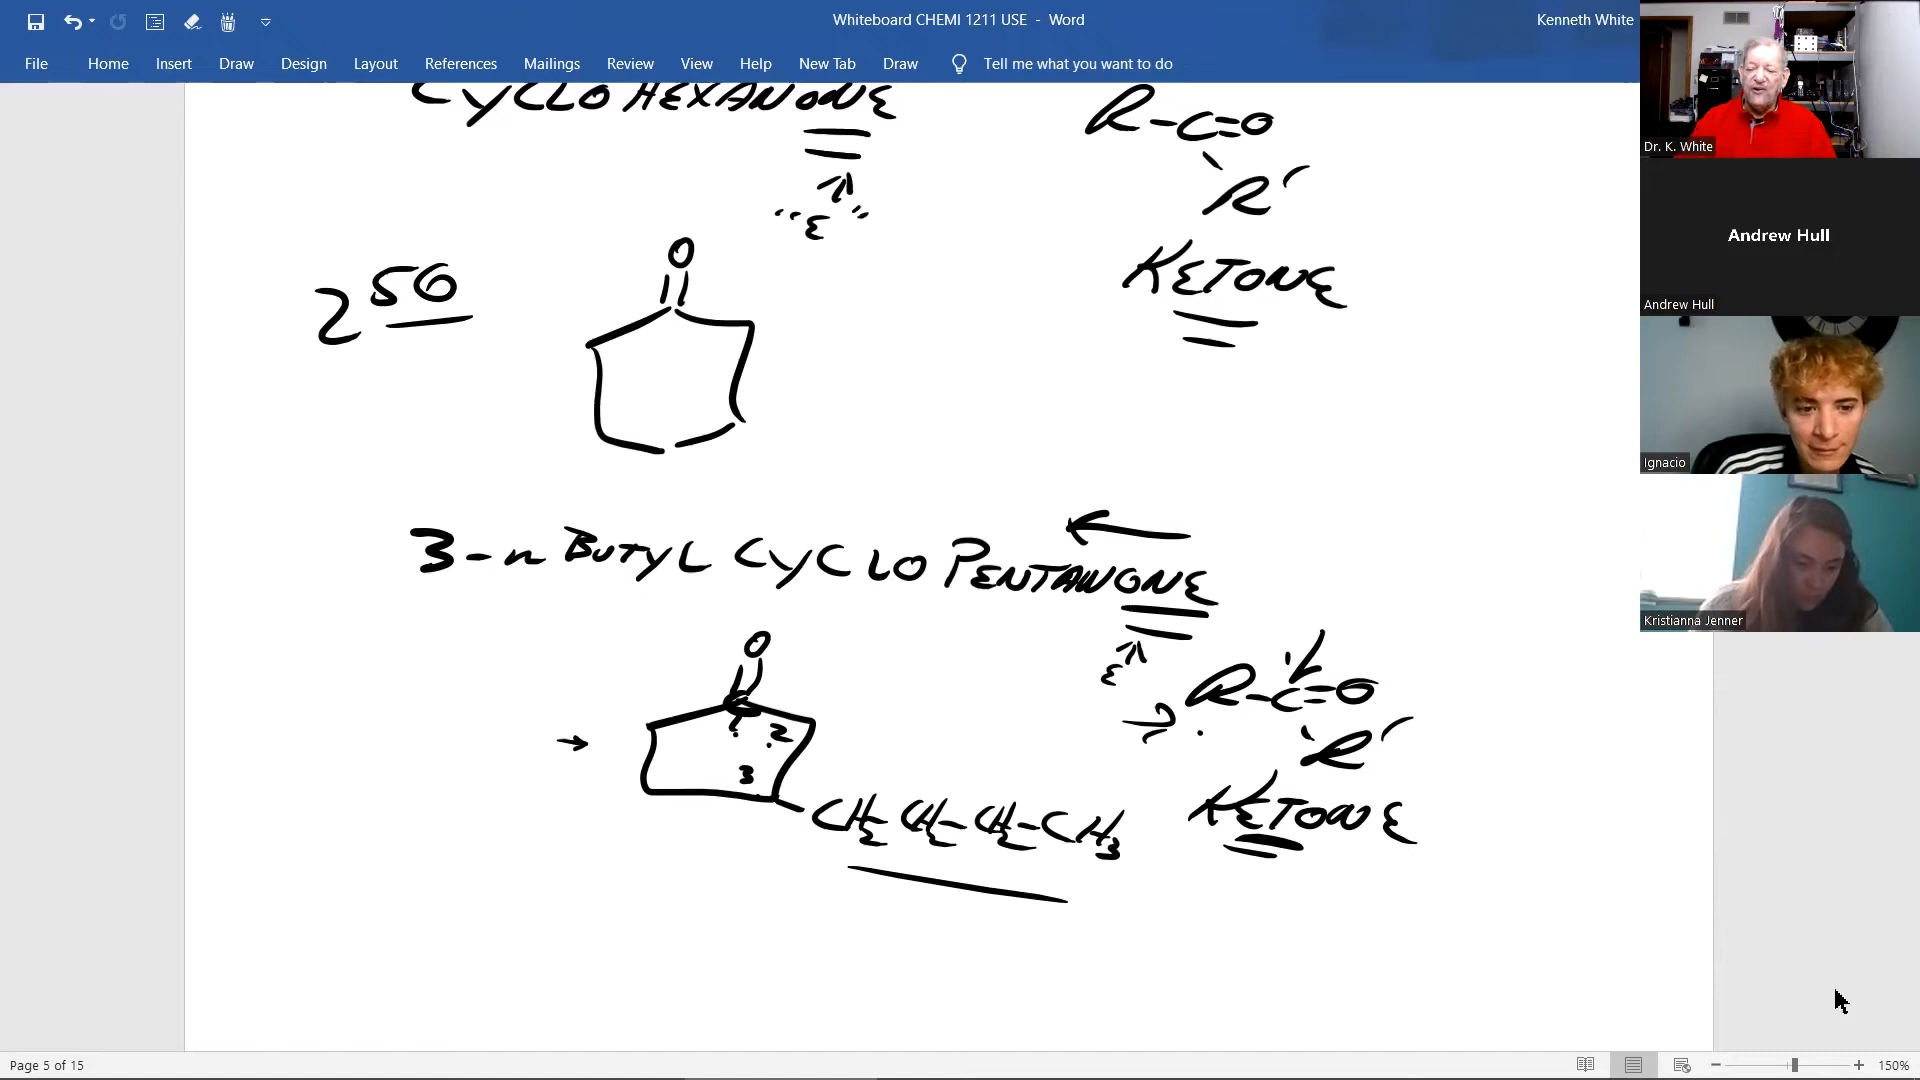 Whiteboard CHEMI 1211 USE - Word
Kenneth White
File Home Insert Draw Design Layout References Mailings Review View Help New Tab Draw Tell me what you want to do
CYCLOHEXANONE
"E"
R-C=O
R'
KETONE
2 50
O
3-n BUTYL CYCLO PENTANONE
E
O
1 2
3
CH2 CH2-CH2-CH3
R-C=O
R'
KETONE
Dr. K. White
Andrew Hull
Andrew Hull
Ignacio
Kristianna Jenner
Page 5 of 15
150%